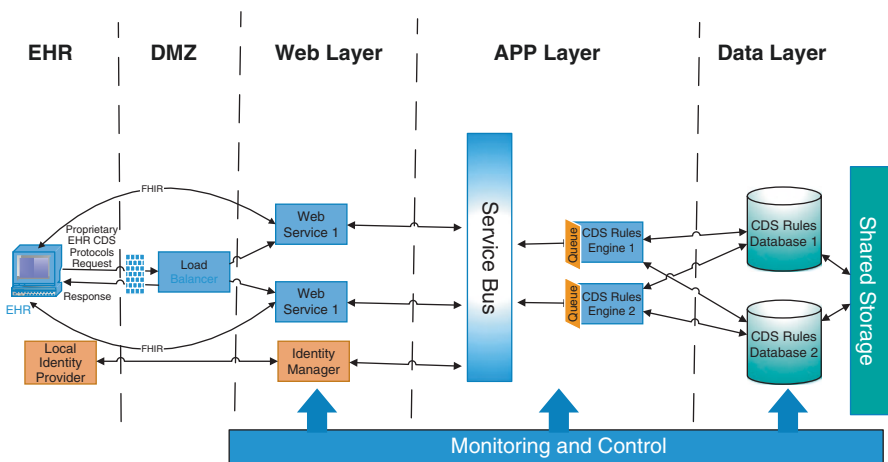 EHR
DMZ
Web Layer
APP Layer
Data Layer
FHIR
Proprietary
EHR CDS
Protocols
Request
Response
EHR
Load
Balancer
Web
Service 1
Web
Service 1
FHIR
Local
Identity
Provider
Identity
Manager
Service Bus
Queue
CDS Rules
Engine 1
Queue
CDS Rules
Engine 2
CDS Rules
Database 1
CDS Rules
Database 2
Shared Storage
Monitoring and Control